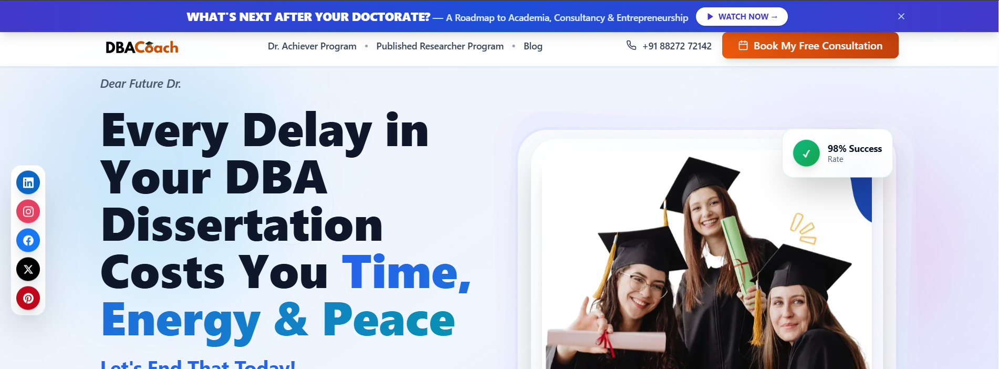 WHAT'S NEXT AFTER YOUR DOCTORATE? — A Roadmap to Academia, Consultancy & Entrepreneurship WATCH NOW →
DBACoach
Dr. Achiever Program • Published Researcher Program • Blog
+91 88272 72142
Book My Free Consultation
Dear Future Dr.
Every Delay in
Your DBA
Dissertation
Costs You Time,
Energy & Peace
Let's End That Today!
98% Success
Rate